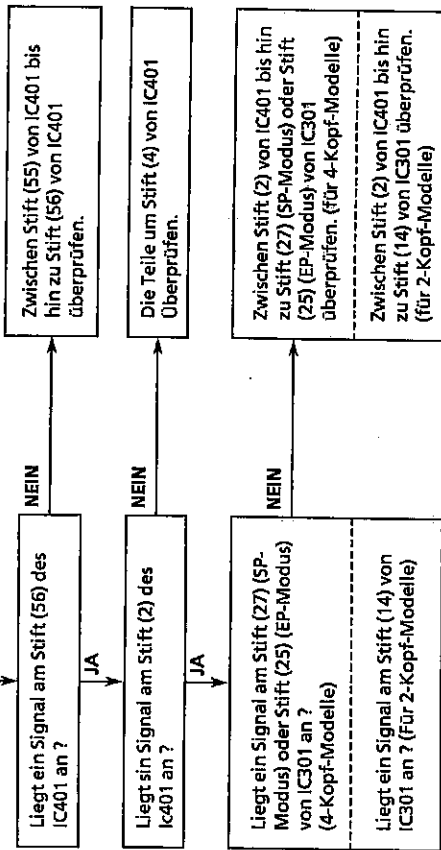 Liegt ein Signal am Stift (56) des
IC401 an ?
NEIN
Zwischen Stift (55) von IC401 bis
hin zu Stift (56) von IC401
überprüfen.
JA
Liegt sin Signal am Stift (2) des
Ic401 an ?
NEIN
Die Teile um Stift (4) von IC401
Überprüfen.
JA
Liegt ein Signal am Stift (27) (SP-
Modus) oder Stift (25) (EP-Modus)
von IC301 an ?
(4-Kopf-Modelle)
Liegt ein Signal am Stift (14) von
IC301 an ? (Für 2-Kopf-Modelle)
NEIN
Zwischen Stift (2) von IC401 bis hin
zu Stift (27) (SP-Modus) oder Stift
(25) (EP-Modus) von IC301
überprüfen. (für 4-Kopf-Modelle)
Zwischen Stift (2) von IC401 bis hin
zu Stift (14) von IC301 überprüfen.
(für 2-Kopf-Modelle)